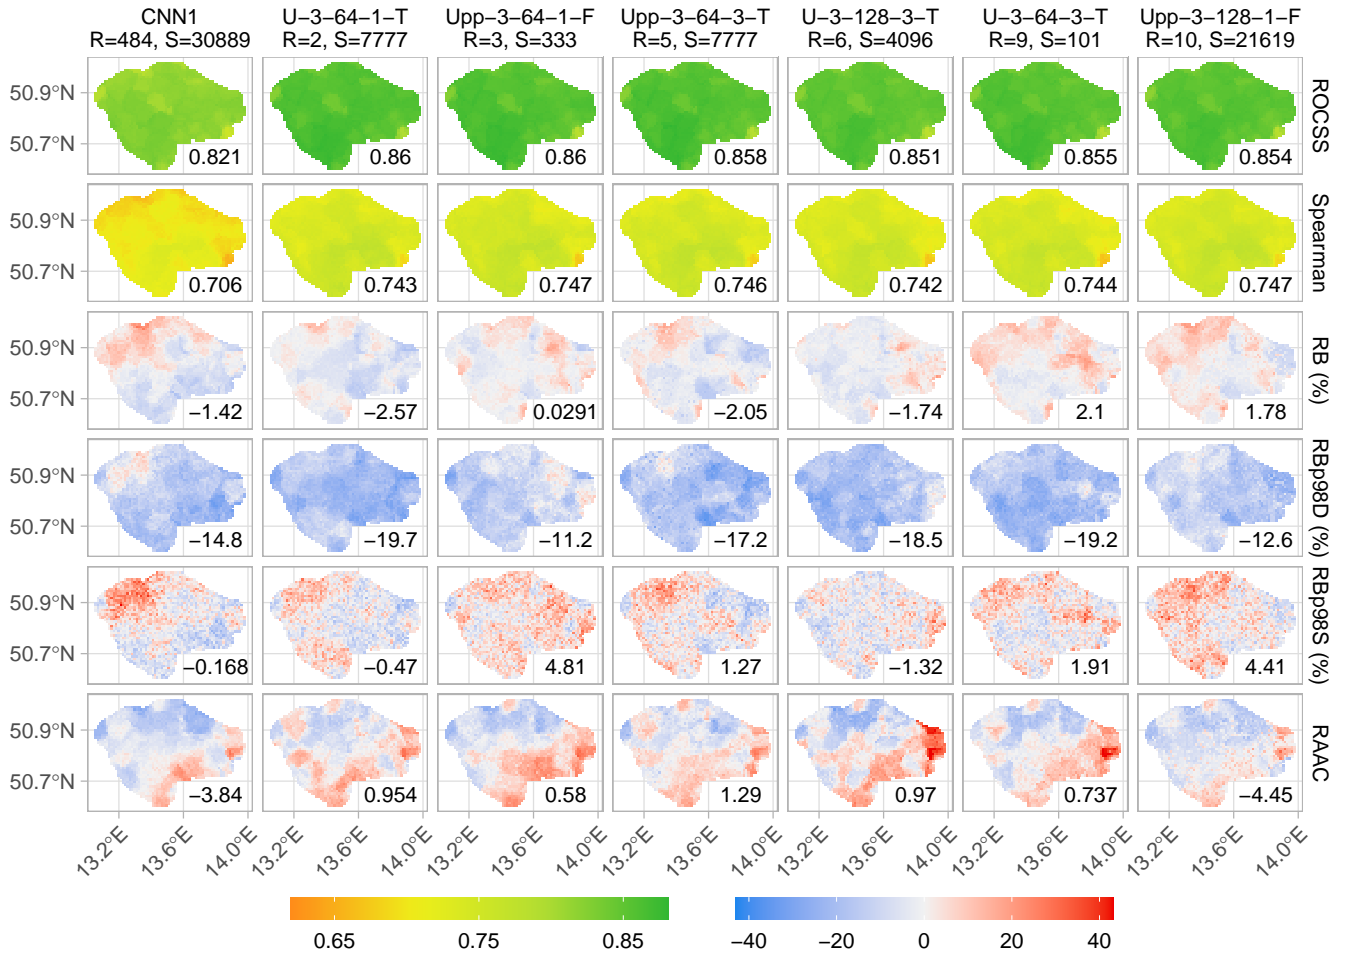 CNN1 U−3−64−1−T Upp−3−64−1−F Upp−3−64−3−T U−3−128−3−T U−3−64−3−T Upp−3−128−1−F
R=484, S=30889 R=2, S=7777 R=3, S=333 R=5, S=7777 R=6, S=4096 R=9, S=101 R=10, S=21619
50.9°N
50.7°N
0.821 0.86 0.86 0.858 0.851 0.855 0.854
ROCSS
50.9°N
50.7°N
0.706 0.743 0.747 0.746 0.742 0.744 0.747
Spearman
50.9°N
50.7°N
−1.42 −2.57 0.0291 −2.05 −1.74 2.1 1.78
RB (%)
50.9°N
50.7°N
−14.8 −19.7 −11.2 −17.2 −18.5 −19.2 −12.6
RBp98D (%)
50.9°N
50.7°N
−0.168 −0.47 4.81 1.27 −1.32 1.91 4.41
RBp98S (%)
50.9°N
50.7°N
−3.84 0.954 0.58 1.29 0.97 0.737 −4.45
RAAC
13.2°E 13.6°E 14.0°E 13.2°E 13.6°E 14.0°E 13.2°E 13.6°E 14.0°E 13.2°E 13.6°E 14.0°E 13.2°E 13.6°E 14.0°E 13.2°E 13.6°E 14.0°E 13.2°E 13.6°E 14.0°E
0.65 0.75 0.85 −40 −20 0 20 40